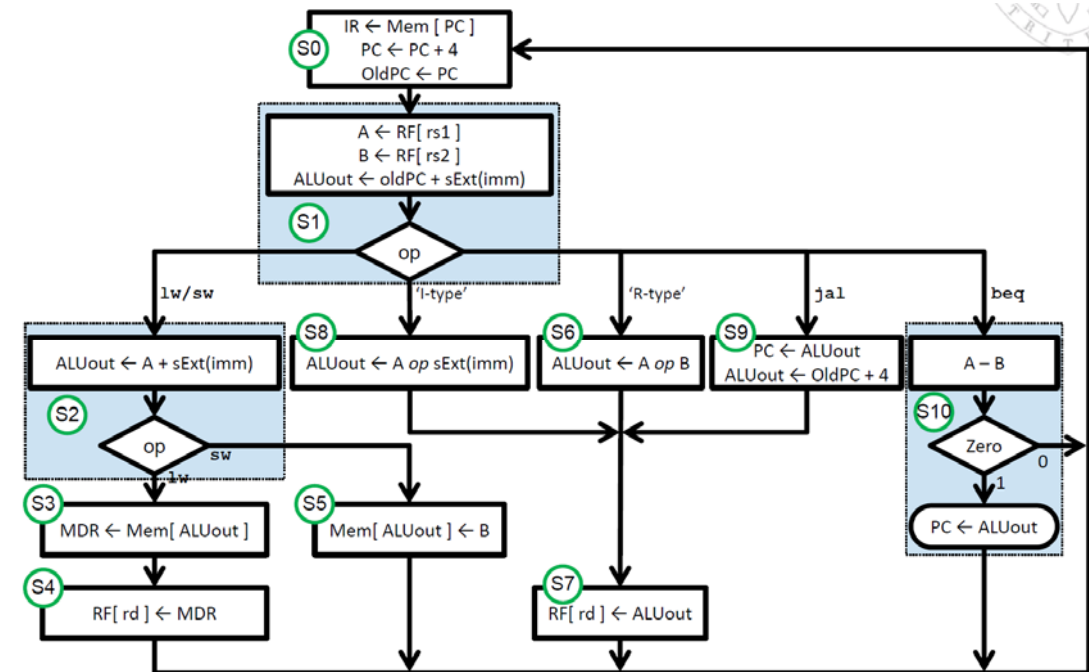 S0
IR ← Mem [ PC ]
PC ← PC + 4
OldPC ← PC
A ← RF[ rs1 ]
B ← RF[ rs2 ]
ALUout ← oldPC + sExt(imm)
S1
op
lw/sw
'I-type'
'R-type'
jal
beq
ALUout ← A + sExt(imm)
S2
op
sw
lw
S8
ALUout ← A op sExt(imm)
S6
ALUout ← A op B
S9
PC ← ALUout
ALUout ← OldPC + 4
A – B
S10
Zero
0
1
PC ← ALUout
S3
MDR ← Mem[ ALUout ]
S5
Mem[ ALUout ] ← B
S4
RF[ rd ] ← MDR
S7
RF[ rd ] ← ALUout